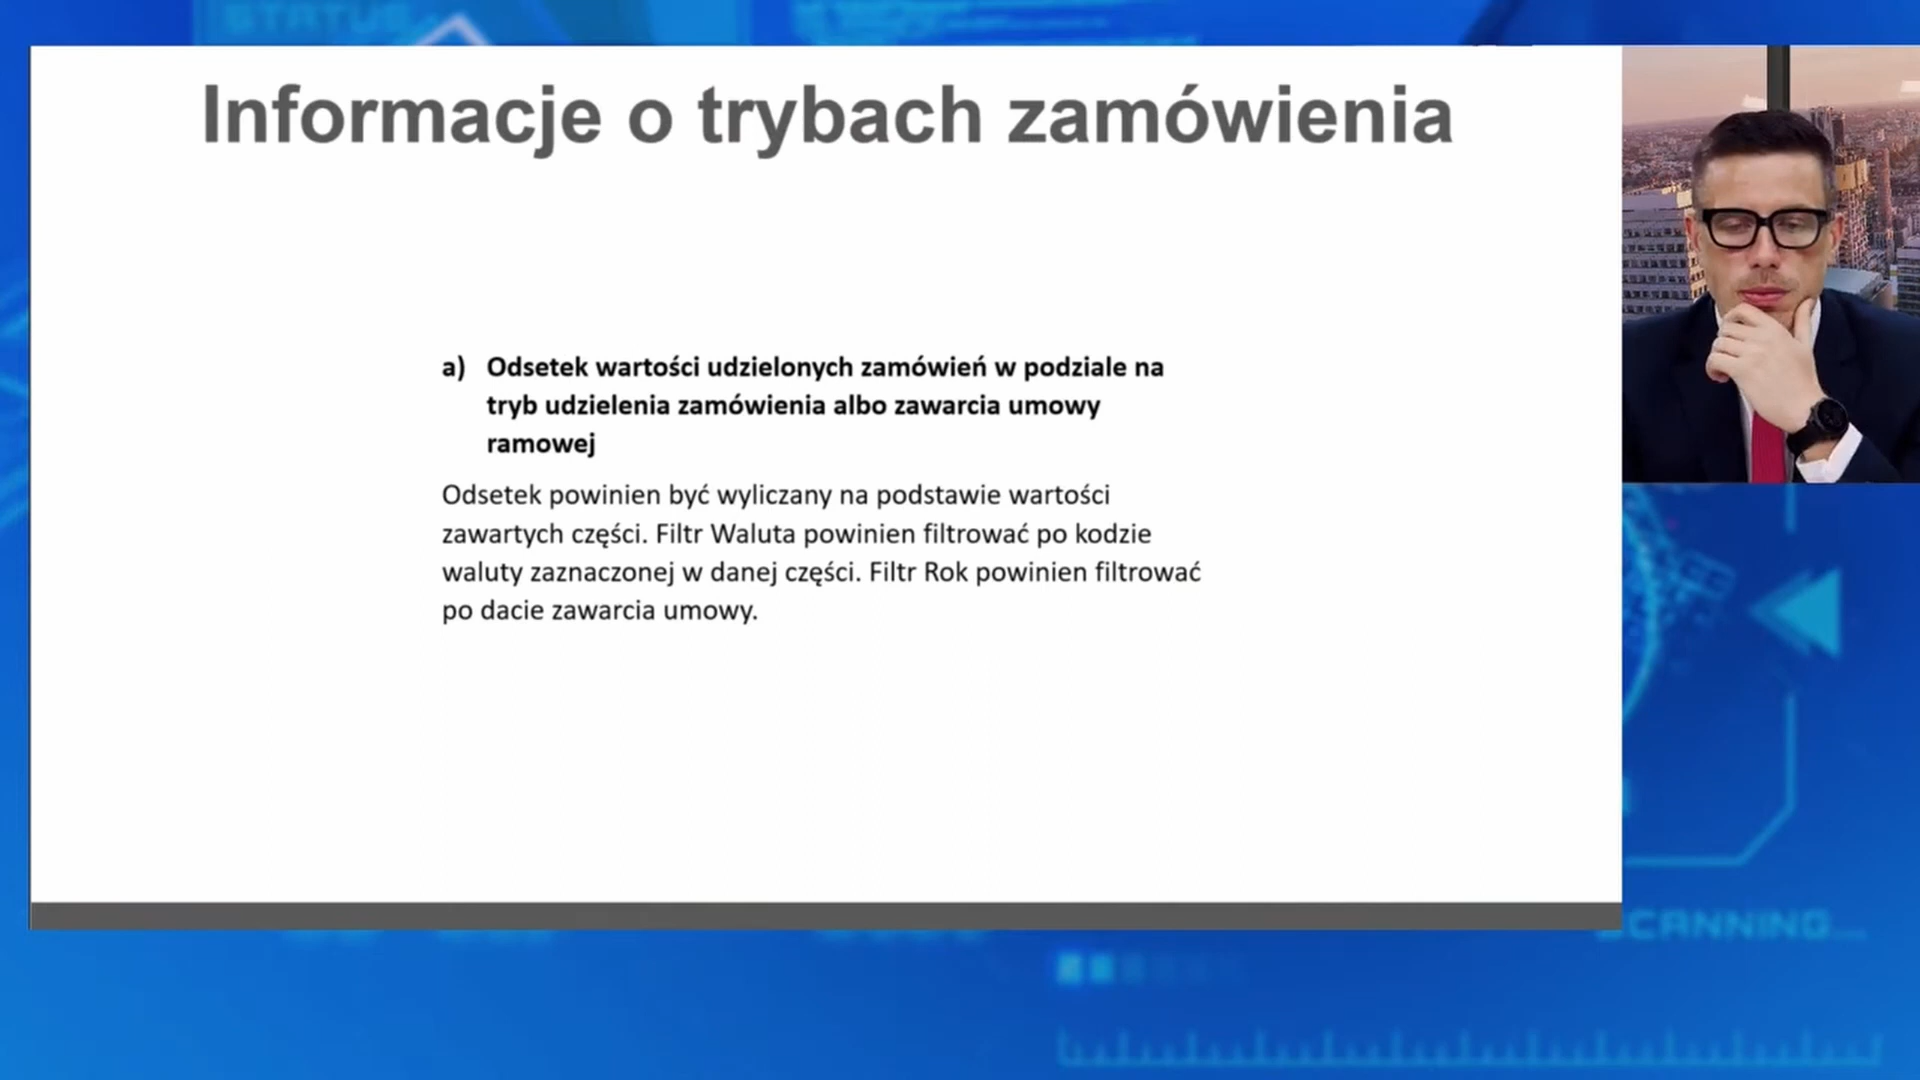 STATUS
Informacje o trybach zamówienia
a) Odsetek wartości udzielonych zamówień w podziale na
tryb udzielenia zamówienia albo zawarcia umowy
ramowej
Odsetek powinien być wyliczany na podstawie wartości
zawartych części. Filtr Waluta powinien filtrować po kodzie
waluty zaznaczonej w danej części. Filtr Rok powinien filtrować
po dacie zawarcia umowy.
SCANNING...